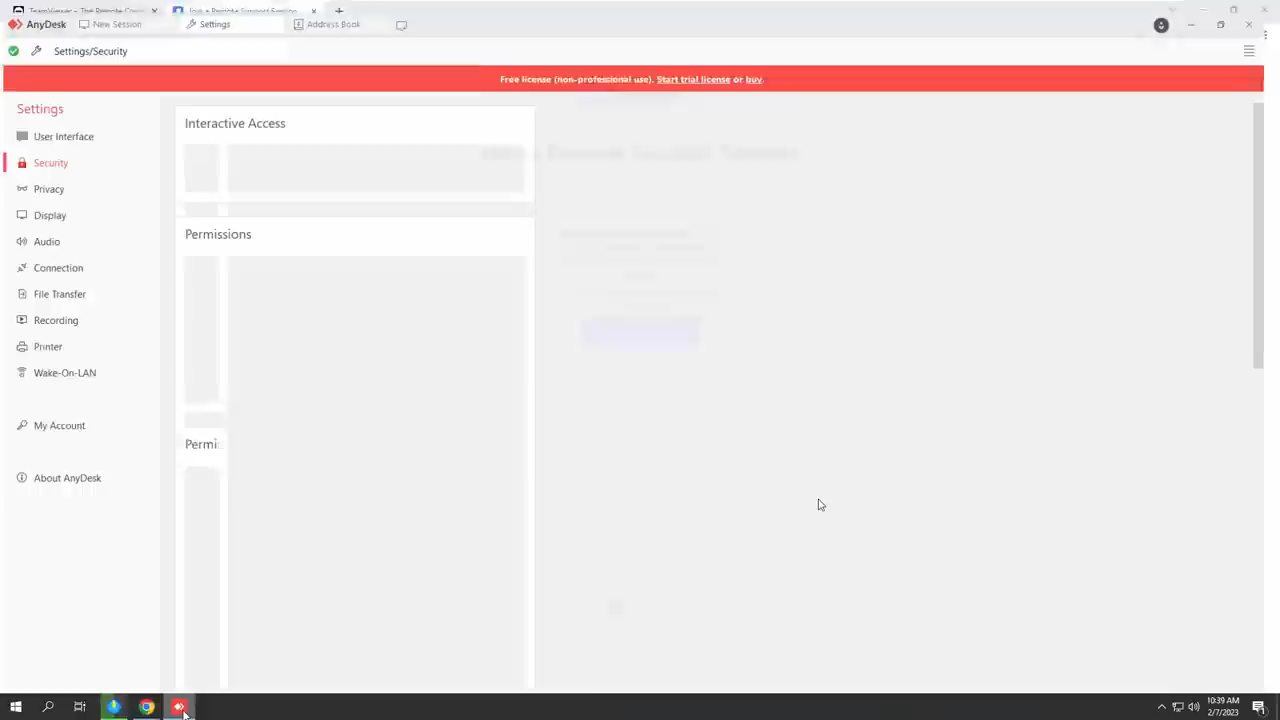 AnyDesk
New Session
Settings
Address Book
Settings/Security
Free license (non-professional use). Start trial license or buy.
Settings
User Interface
Security
Privacy
Display
Audio
Connection
File Transfer
Recording
Printer
Wake-On-LAN
My Account
About AnyDesk
Interactive Access
Permissions
Permi
10:39 AM
2/7/2023